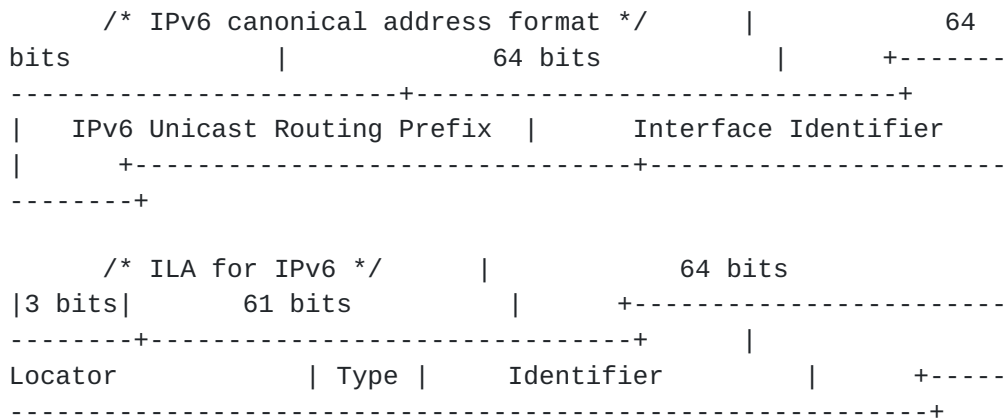 /* IPv6 canonical address format */      |            64
bits             |             64 bits           |      +-------
-------------------------+-------------------------------+
|   IPv6 Unicast Routing Prefix  |      Interface Identifier
|      +--------------------------------+-----------------------
--------+

/* ILA for IPv6 */      |            64 bits
|3 bits|       61 bits          |      +------------------------
--------+-------------------------------+      |
Locator            | Type |     Identifier         |      +-----
-----------------------------------------------------------+